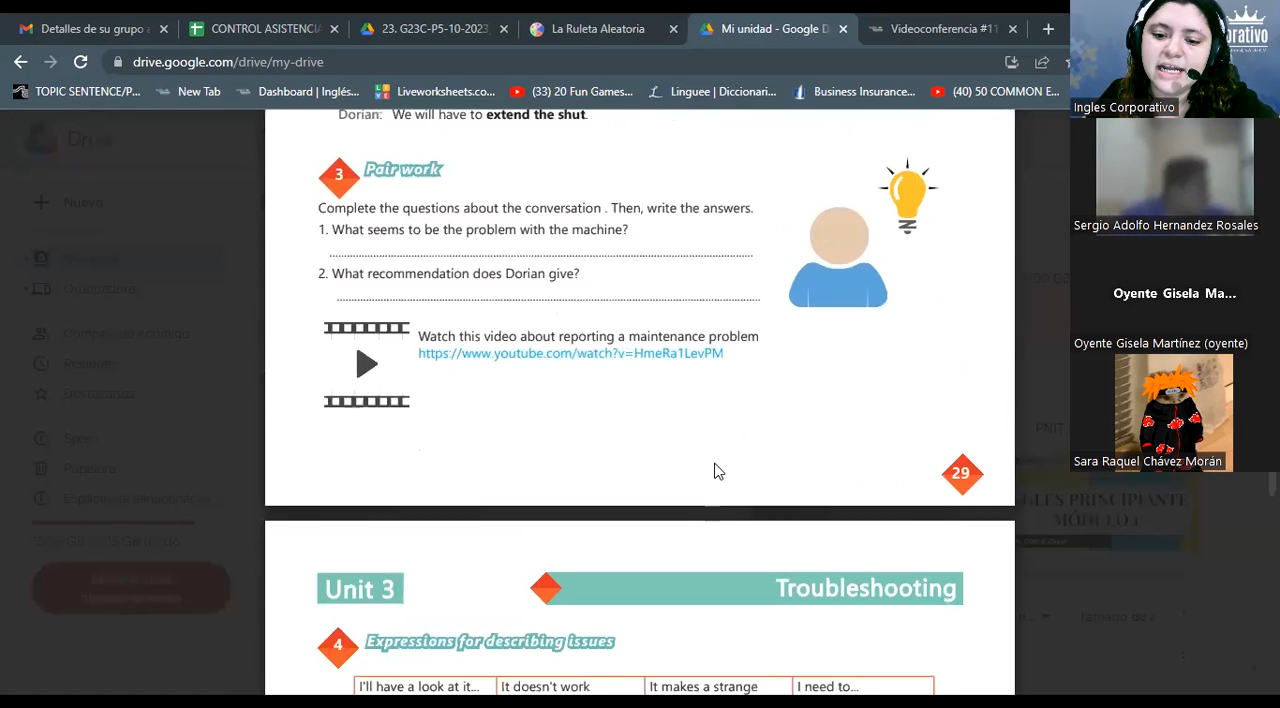 Detalles de su grupo
CONTROL ASISTENCIA
23. G23C-P5-10-2023
La Ruleta Aleatoria
Mi unidad - Google D
Videoconferencia #11
drive.google.com/drive/my-drive
TOPIC SENTENCE/P...
New Tab
Dashboard | Inglés...
Liveworksheets.co...
(33) 20 Fun Games...
Linguee | Diccionari...
Business Insurance...
(40) 50 COMMON E...
Dorian: We will have to extend the shut.
3 Pair work
Complete the questions about the conversation . Then, write the answers.
1. What seems to be the problem with the machine?
2. What recommendation does Dorian give?
Watch this video about reporting a maintenance problem
https://www.youtube.com/watch?v=HmeRa1LevPM
29
Unit 3
Troubleshooting
4 Expressions for describing issues
I'll have a look at it...
It doesn't work
It makes a strange
I need to...
Drive
Nuevo
INGLES PRINCIPIANTE
MÓDULO 1
Ingles Corporativo
Sergio Adolfo Hernandez Rosales
Oyente Gisela Ma...
Oyente Gisela Martínez (oyente)
Sara Raquel Chávez Morán